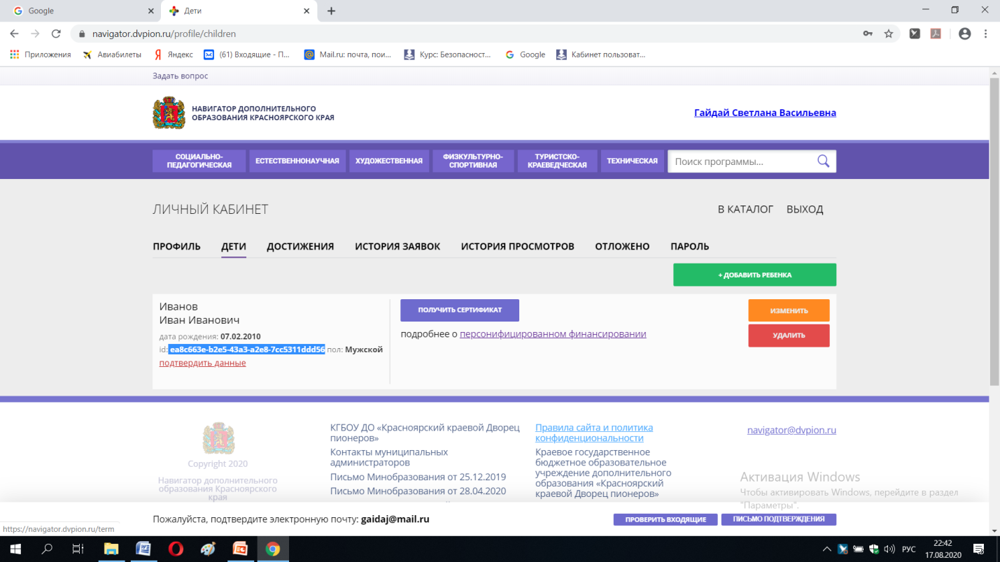 Google
Дети
navigator.dvpion.ru/profile/children
Приложения
Авиабилеты
Яндекс
(61) Входящие - П...
Mail.ru: почта, пои...
Курс: Безопасност...
Google
Кабинет пользоват...
Задать вопрос
НАВИГАТОР ДОПОЛНИТЕЛЬНОГО
ОБРАЗОВАНИЯ КРАСНОЯРСКОГО КРАЯ
Гайдай Светлана Васильевна
СОЦИАЛЬНО-
ПЕДАГОГИЧЕСКАЯ
ЕСТЕСТВЕННОНАУЧНАЯ
ХУДОЖЕСТВЕННАЯ
ФИЗКУЛЬТУРНО-
СПОРТИВНАЯ
ТУРИСТСКО-
КРАЕВЕДЧЕСКАЯ
ТЕХНИЧЕСКАЯ
Поиск программы...
ЛИЧНЫЙ КАБИНЕТ
В КАТАЛОГ
ВЫХОД
ПРОФИЛЬ
ДЕТИ
ДОСТИЖЕНИЯ
ИСТОРИЯ ЗАЯВОК
ИСТОРИЯ ПРОСМОТРОВ
ОТЛОЖЕНО
ПАРОЛЬ
+ ДОБАВИТЬ РЕБЕНКА
Иванов
Иван Иванович
дата рождения: 07.02.2010
id: ea8c663e-b2e5-43a3-a2e8-7cc5311ddd56 пол: Мужской
подтвердить данные
ПОЛУЧИТЬ СЕРТИФИКАТ
подробнее о персонифицированном финансировании
ИЗМЕНИТЬ
УДАЛИТЬ
Copyright 2020
Навигатор дополнительного
образования Красноярского
края
КГБОУ ДО «Красноярский краевой Дворец
пионеров»
Контакты муниципальных
администраторов
Письмо Минобразования от 25.12.2019
Письмо Минобразования от 28.04.2020
Правила сайта и политика
конфиденциональности
Краевое государственное
бюджетное образовательное
учреждение дополнительного
образования «Красноярский
краевой Дворец пионеров»
navigator@dvpion.ru
Активация Windows
Чтобы активировать Windows, перейдите в раздел
"Параметры".
Пожалуйста, подтвердите электронную почту: gaidaj@mail.ru
ПРОВЕРИТЬ ВХОДЯЩИЕ
ПИСЬМО ПОДТВЕРЖДЕНИЯ
https://navigator.dvpion.ru/term
РУС
22:42
17.08.2020